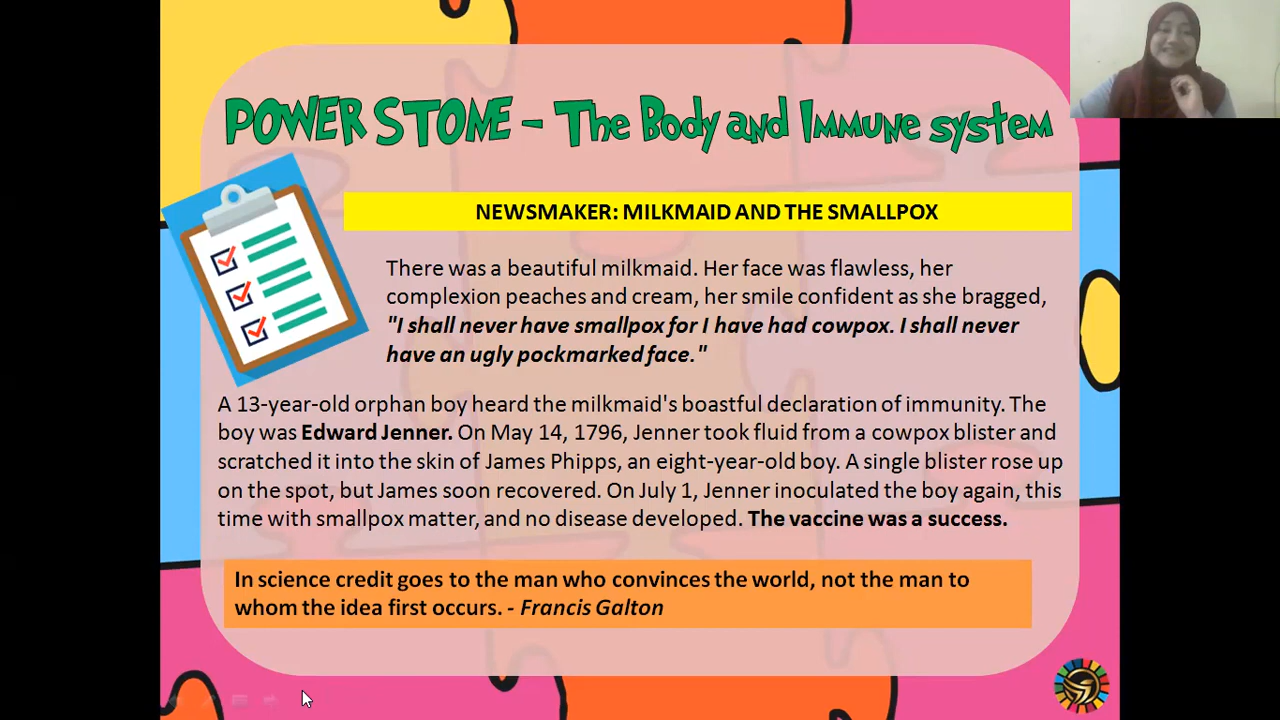 POWER STONE - The Body and Immune system
NEWSMAKER: MILKMAID AND THE SMALLPOX
There was a beautiful milkmaid. Her face was flawless, her
complexion peaches and cream, her smile confident as she bragged,
"I shall never have smallpox for I have had cowpox. I shall never
have an ugly pockmarked face."
A 13-year-old orphan boy heard the milkmaid's boastful declaration of immunity. The
boy was Edward Jenner. On May 14, 1796, Jenner took fluid from a cowpox blister and
scratched it into the skin of James Phipps, an eight-year-old boy. A single blister rose up
on the spot, but James soon recovered. On July 1, Jenner inoculated the boy again, this
time with smallpox matter, and no disease developed. The vaccine was a success.
In science credit goes to the man who convinces the world, not the man to
whom the idea first occurs. - Francis Galton